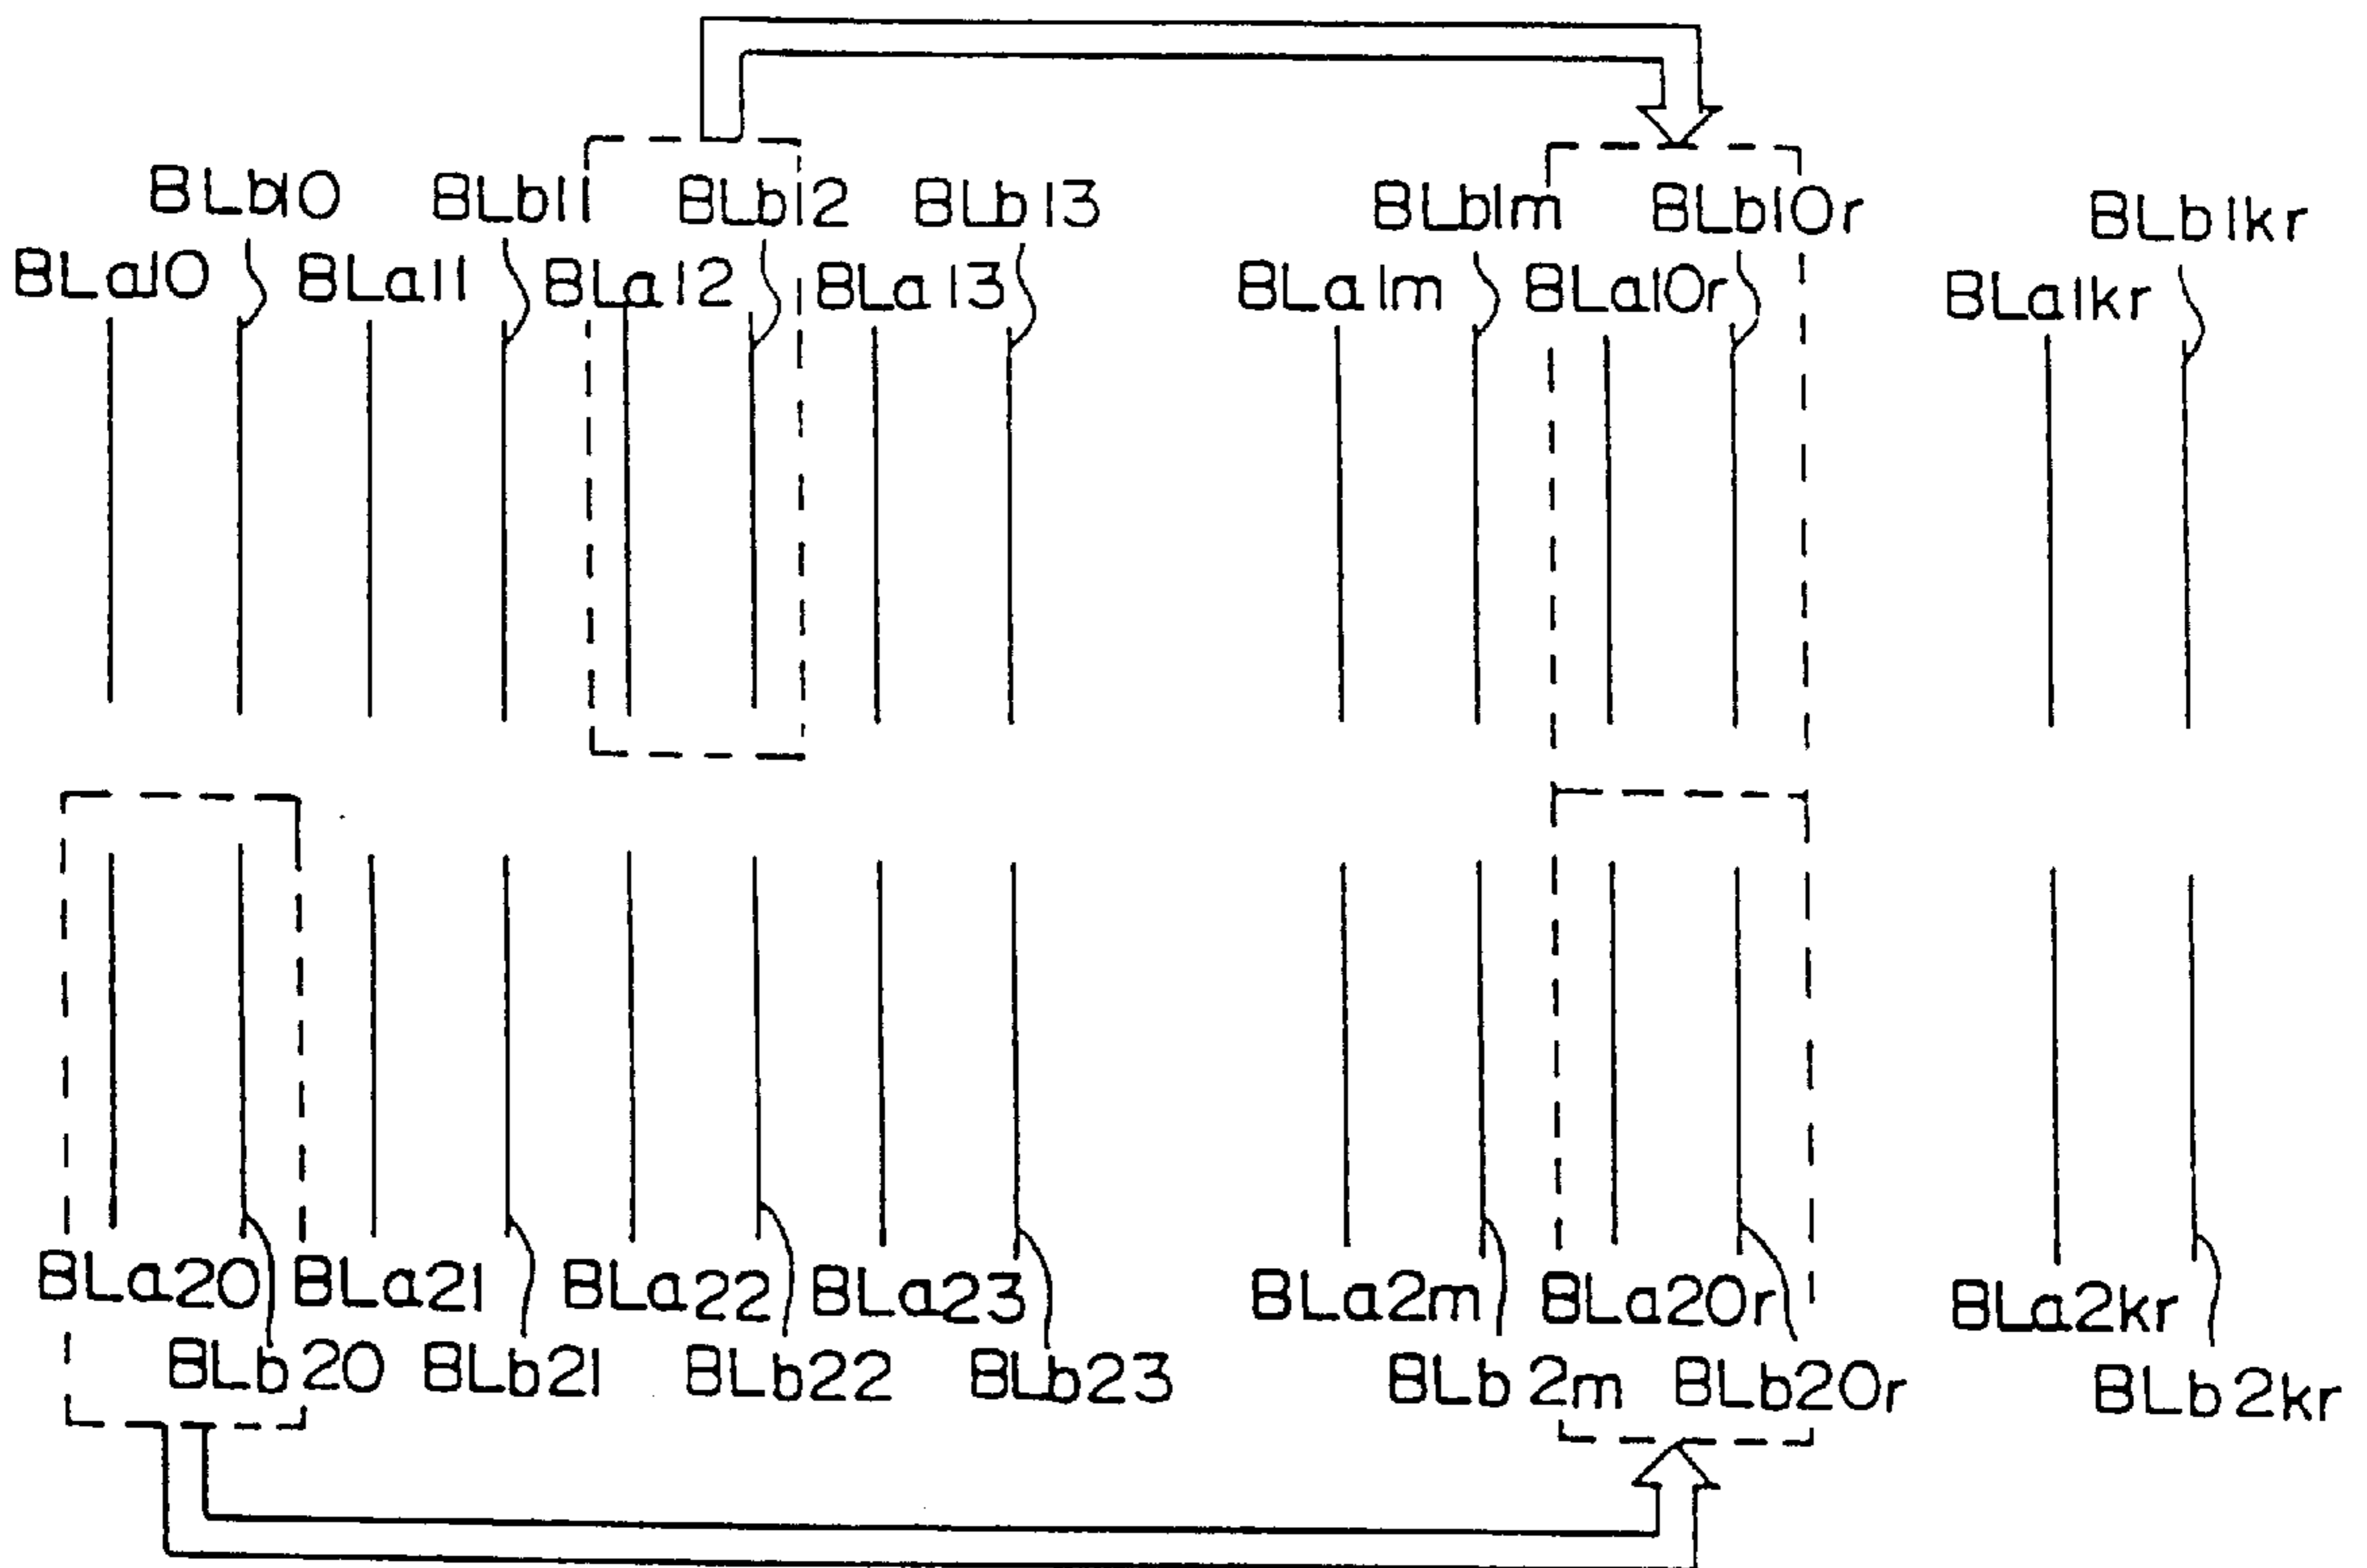 BLb10 BLb11 BLb12 BLb13 BLb1m BLb10r BLb1kr
BLa10 BLa11 BLa12 BLa13 BLa1m BLa10r BLa1kr
BLa20 BLa21 BLa22 BLa23 BLa2m BLa20r BLa2kr
BLb20 BLb21 BLb22 BLb23 BLb2m BLb20r BLb2kr